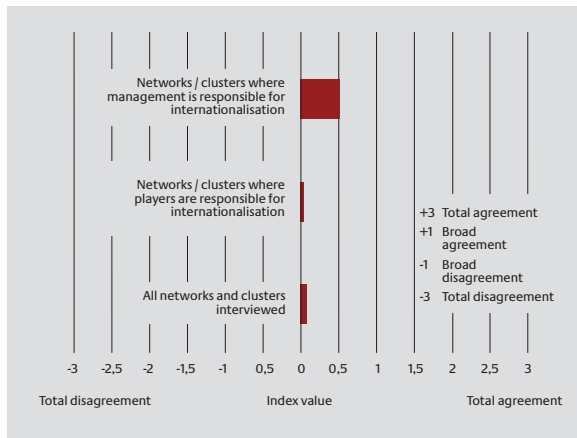 Networks / clusters where
management is responsible for
internationalisation
Networks / clusters where
players are responsible for
internationalisation
All networks and clusters
interviewed
+3 Total agreement
+1 Broad
agreement
-1 Broad
disagreement
-3 Total disagreement
-3 -2,5 -2 -1,5 -1 0,5 0 0,5 1 1,5 2 2,5 3
Total disagreement Index value Total agreement